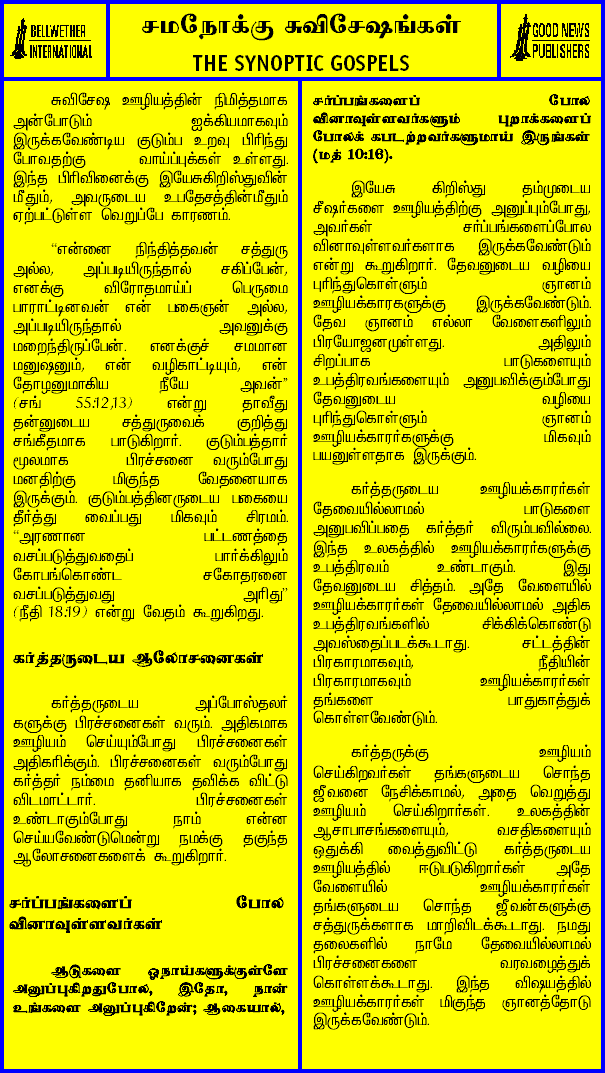 BELLWETHER
INTERNATIONAL
சமநோக்கு சுவிசேஷங்கள்
THE SYNOPTIC GOSPELS
GOOD NEWS
PUBLISHERS
சுவிசேஷ ஊழியத்தின் நிமித்தமாக
அன்போடும் ஐக்கியமாகவும்
இருக்கவேண்டிய குடும்ப உறவு பிரிந்து
போவதற்கு வாய்ப்புக்கள் உள்ளது.
இந்த பிரிவினைக்கு இயேசுகிறிஸ்துவின்
மீதும், அவருடைய உபதேசத்தின்மீதும்
ஏற்பட்டுள்ள வெறுப்பே காரணம்.
“என்னை நிந்தித்தவன் சத்துரு
அல்ல, அப்படியிருந்தால் சகிப்பேன்,
எனக்கு விரோதமாய்ப் பெருமை
பாராட்டினவன் என் பகைஞன் அல்ல,
அப்படியிருந்தால் அவனுக்கு
மறைந்திருப்பேன். எனக்குச் சமமான
மனுஷனும், என் வழிகாட்டியும், என்
தோழனுமாகிய நீயே அவன்”
(சங் 55:12,13) என்று தாவீது
தன்னுடைய சத்துருவைக் குறித்து
சங்கீதமாக பாடுகிறார். குடும்பத்தார்
மூலமாக பிரச்சனை வரும்போது
மனதிற்கு மிகுந்த வேதனையாக
இருக்கும். குடும்பத்தினருடைய பகையை
தீர்த்து வைப்பது மிகவும் சிரமம்.
“அரணான பட்டணத்தை
வசப்படுத்துவதைப் பார்க்கிலும்
கோபங்கொண்ட சகோதரனை
வசப்படுத்துவது அரிது”
(நீதி 18:19) என்று வேதம் கூறுகிறது.
கர்த்தருடைய ஆலோசனைகள்
கர்த்தருடைய அப்போஸ்தலர்
களுக்கு பிரச்சனைகள் வரும். அதிகமாக
ஊழியம் செய்யும்போது பிரச்சனைகள்
அதிகரிக்கும். பிரச்சனைகள் வரும்போது
கர்த்தர் நம்மை தனியாக தவிக்க விட்டு
விடமாட்டார். பிரச்சனைகள்
உண்டாகும்போது நாம் என்ன
செய்யவேண்டுமென்று நமக்கு தகுந்த
ஆலோசனைகளைக் கூறுகிறார்.
சர்ப்பங்களைப் போல
வினாவுள்ளவர்கள்
ஆடுகளை ஓநாய்களுக்குள்ளே
அனுப்புகிறதுபோல, இதோ, நான்
உங்களை அனுப்புகிறேன்; ஆகையால்,
சர்ப்பங்களைப் போல
வினாவுள்ளவர்களும் புறாக்களைப்
போலக் கபடற்றவர்களுமாய் இருங்கள்
(மத் 10:16).
இயேசு கிறிஸ்து தம்முடைய
சீஷர்களை ஊழியத்திற்கு அனுப்பும்போது,
அவர்கள் சர்ப்பங்களைப்போல
வினாவுள்ளவர்களாக இருக்கவேண்டும்
என்று கூறுகிறார். தேவனுடைய வழியை
புரிந்துகொள்ளும் ஞானம்
ஊழியக்காரகளுக்கு இருக்கவேண்டும்.
தேவ ஞானம் எல்லா வேளைகளிலும்
பிரயோஜனமுள்ளது. அதிலும்
சிறப்பாக பாடுகளையும்
உபத்திரவங்களையும் அனுபவிக்கும்போது
தேவனுடைய வழியை
புரிந்துகொள்ளும் ஞானம்
ஊழியக்காரர்களுக்கு மிகவும்
பயனுள்ளதாக இருக்கும்.
கர்த்தருடைய ஊழியக்காரர்கள்
தேவையில்லாமல் பாடுகளை
அனுபவிப்பதை கர்த்தர் விரும்பவில்லை.
இந்த உலகத்தில் ஊழியக்காரர்களுக்கு
உபத்திரவம் உண்டாகும். இது
தேவனுடைய சித்தம். அதே வேளையில்
ஊழியக்காரர்கள் தேவையில்லாமல் அதிக
உபத்திரவங்களில் சிக்கிக்கொண்டு
அவஸ்தைப்படக்கூடாது. சட்டத்தின்
பிரகாரமாகவும், நீதியின்
பிரகாரமாகவும் ஊழியக்காரர்கள்
தங்களை பாதுகாத்துக்
கொள்ளவேண்டும்.
கர்த்தருக்கு ஊழியம்
செய்கிறவர்கள் தங்களுடைய சொந்த
ஜீவனை நேசிக்காமல், அதை வெறுத்து
ஊழியம் செய்கிறார்கள். உலகத்தின்
ஆசாபாசங்களையும், வசதிகளையும்
ஒதுக்கி வைத்துவிட்டு கர்த்தருடைய
ஊழியத்தில் ஈடுபடுகிறார்கள் அதே
வேளையில் ஊழியக்காரர்கள்
தங்களுடைய சொந்த ஜீவன்களுக்கு
சத்துருக்களாக மாறிவிடக்கூடாது. நமது
தலைகளில் நாமே தேவையில்லாமல்
பிரச்சனைகளை வரவழைத்துக்
கொள்ளக்கூடாது. இந்த விஷயத்தில்
ஊழியக்காரர்கள் மிகுந்த ஞானத்தோடு
இருக்கவேண்டும்.